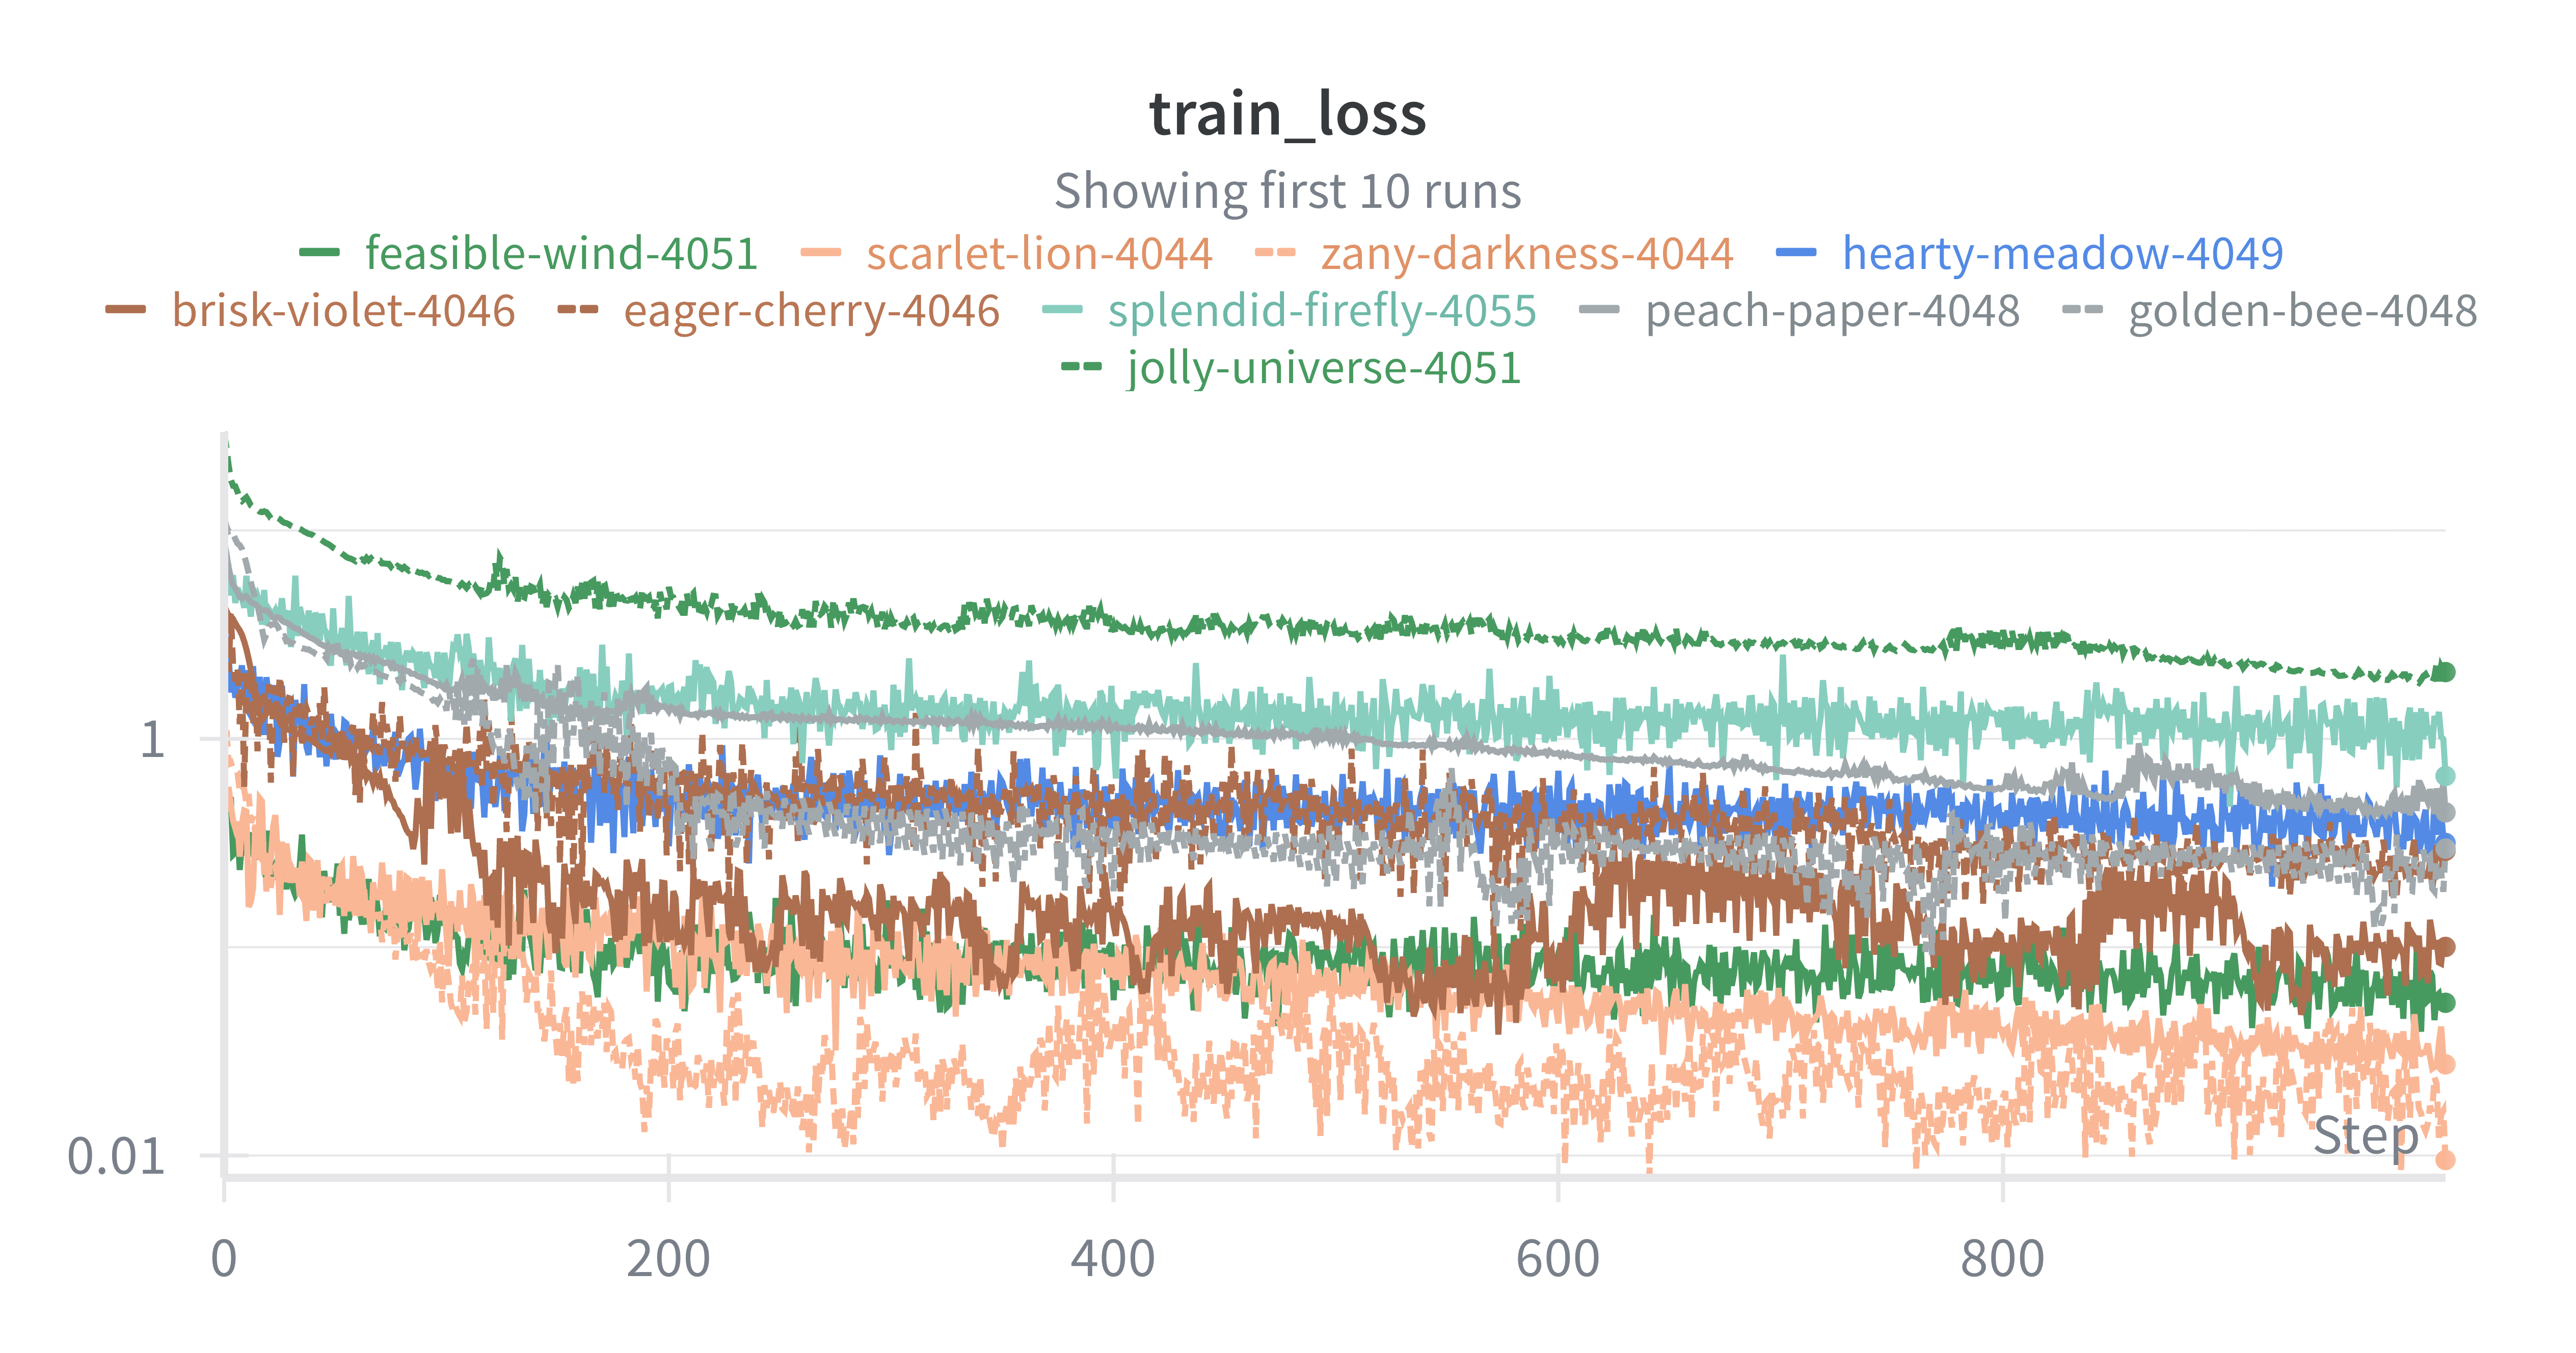 train_loss
Showing first 10 runs
feasible-wind-4051 scarlet-lion-4044 zany-darkness-4044 hearty-meadow-4049
brisk-violet-4046 eager-cherry-4046 splendid-firefly-4055 peach-paper-4048 golden-bee-4048
jolly-universe-4051
1
0.01
Step
0 200 400 600 800